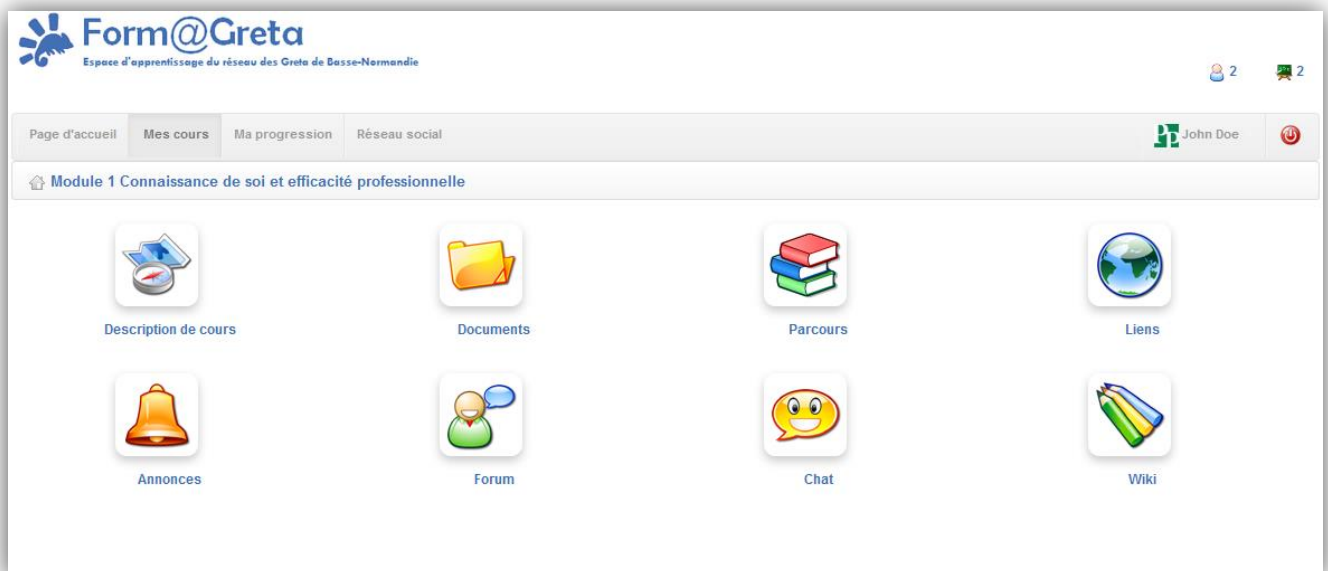 Form@Greta
Espace d'apprentissage du réseau des Greta de Basse-Normandie
2 2
Page d'accueil Mes cours Ma progression Réseau social John Doe
Module 1 Connaissance de soi et efficacité professionnelle
Description de cours Documents Parcours Liens
Annonces Forum Chat Wiki